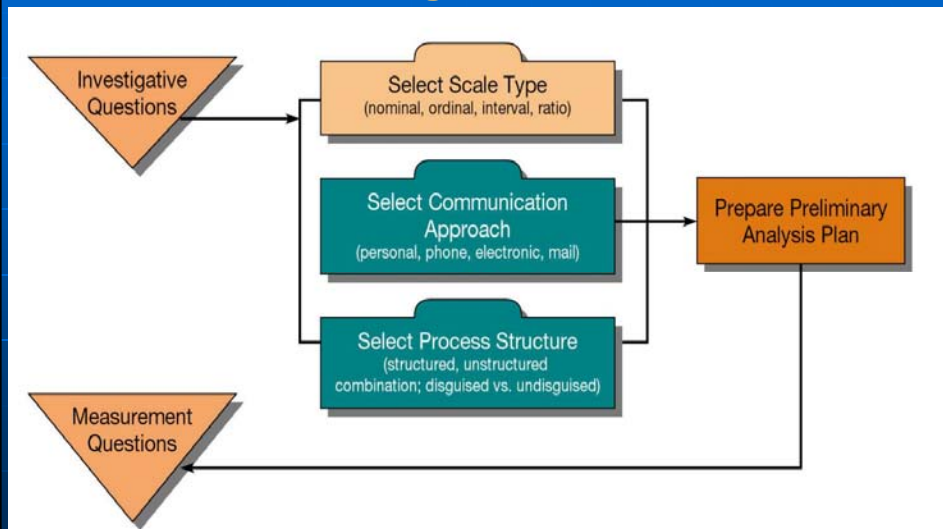 Investigative
Questions
Select Scale Type
(nominal, ordinal, interval, ratio)
Select Communication
Approach
(personal, phone, electronic, mail)
Select Process Structure
(structured, unstructured
combination; disguised vs. undisguised)
Prepare Preliminary
Analysis Plan
Measurement
Questions